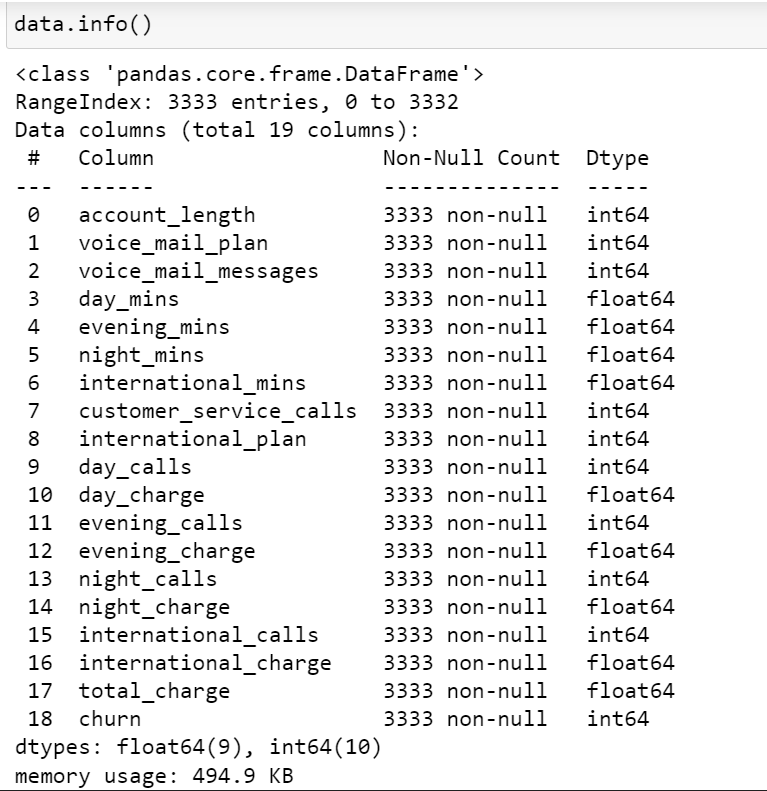 data.info()
<class 'pandas.core.frame.DataFrame'>
RangeIndex: 3333 entries, 0 to 3332
Data columns (total 19 columns):
 #   Column                  Non-Null Count  Dtype
---  ------                  --------------  -----
 0   account_length          3333 non-null   int64
 1   voice_mail_plan         3333 non-null   int64
 2   voice_mail_messages     3333 non-null   int64
 3   day_mins                3333 non-null   float64
 4   evening_mins            3333 non-null   float64
 5   night_mins              3333 non-null   float64
 6   international_mins      3333 non-null   float64
 7   customer_service_calls  3333 non-null   int64
 8   international_plan      3333 non-null   int64
 9   day_calls               3333 non-null   int64
 10  day_charge              3333 non-null   float64
 11  evening_calls           3333 non-null   int64
 12  evening_charge          3333 non-null   float64
 13  night_calls             3333 non-null   int64
 14  night_charge            3333 non-null   float64
 15  international_calls     3333 non-null   int64
 16  international_charge    3333 non-null   float64
 17  total_charge            3333 non-null   float64
 18  churn                   3333 non-null   int64
dtypes: float64(9), int64(10)
memory usage: 494.9 KB